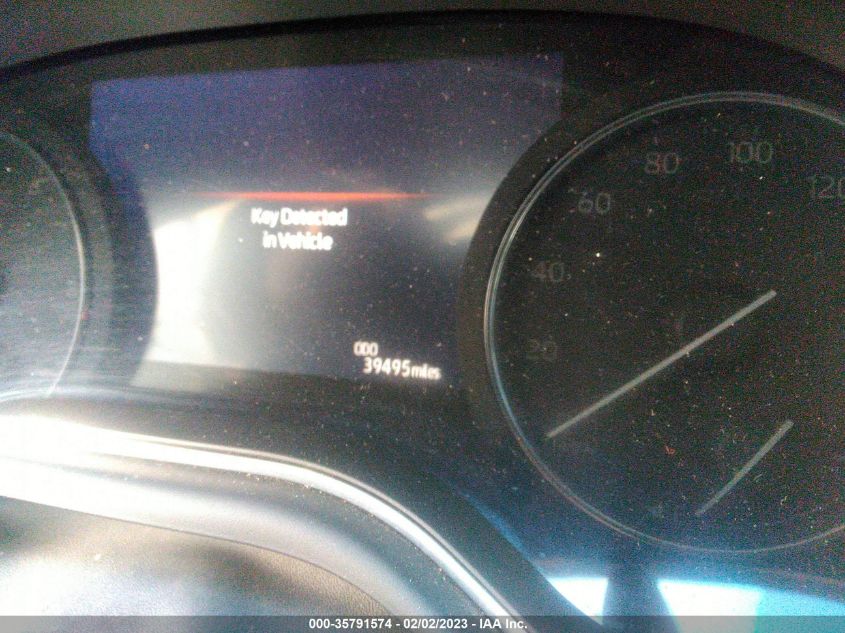 Key Detected
in Vehicle
ODO
39495 miles
20
40
60
80
100
120
000-35791574 - 02/02/2023 - IAA Inc.